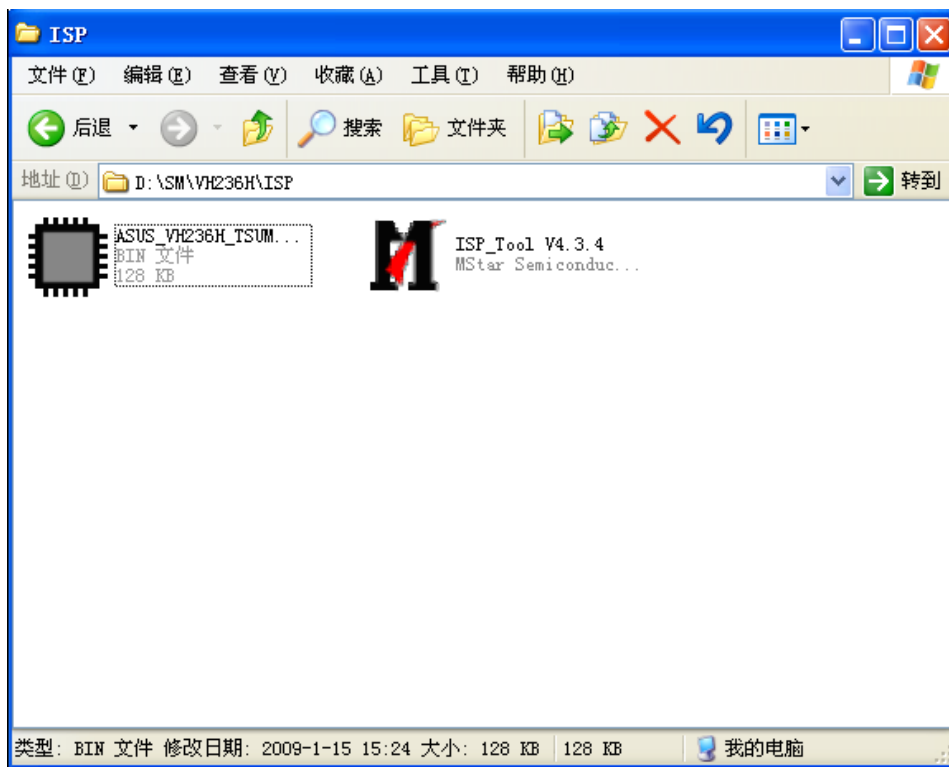 ISP
文件(F) 编辑(E) 查看(V) 收藏(A) 工具(T) 帮助(H)
后退 搜索 文件夹
地址(D) D:\SM\VH236H\ISP 转到
ASUS_VH236H_TSUM...
BIN 文件
128 KB
ISP_Tool V4.3.4
MStar Semiconduc...
类型: BIN 文件 修改日期: 2009-1-15 15:24 大小: 128 KB 128 KB 我的电脑